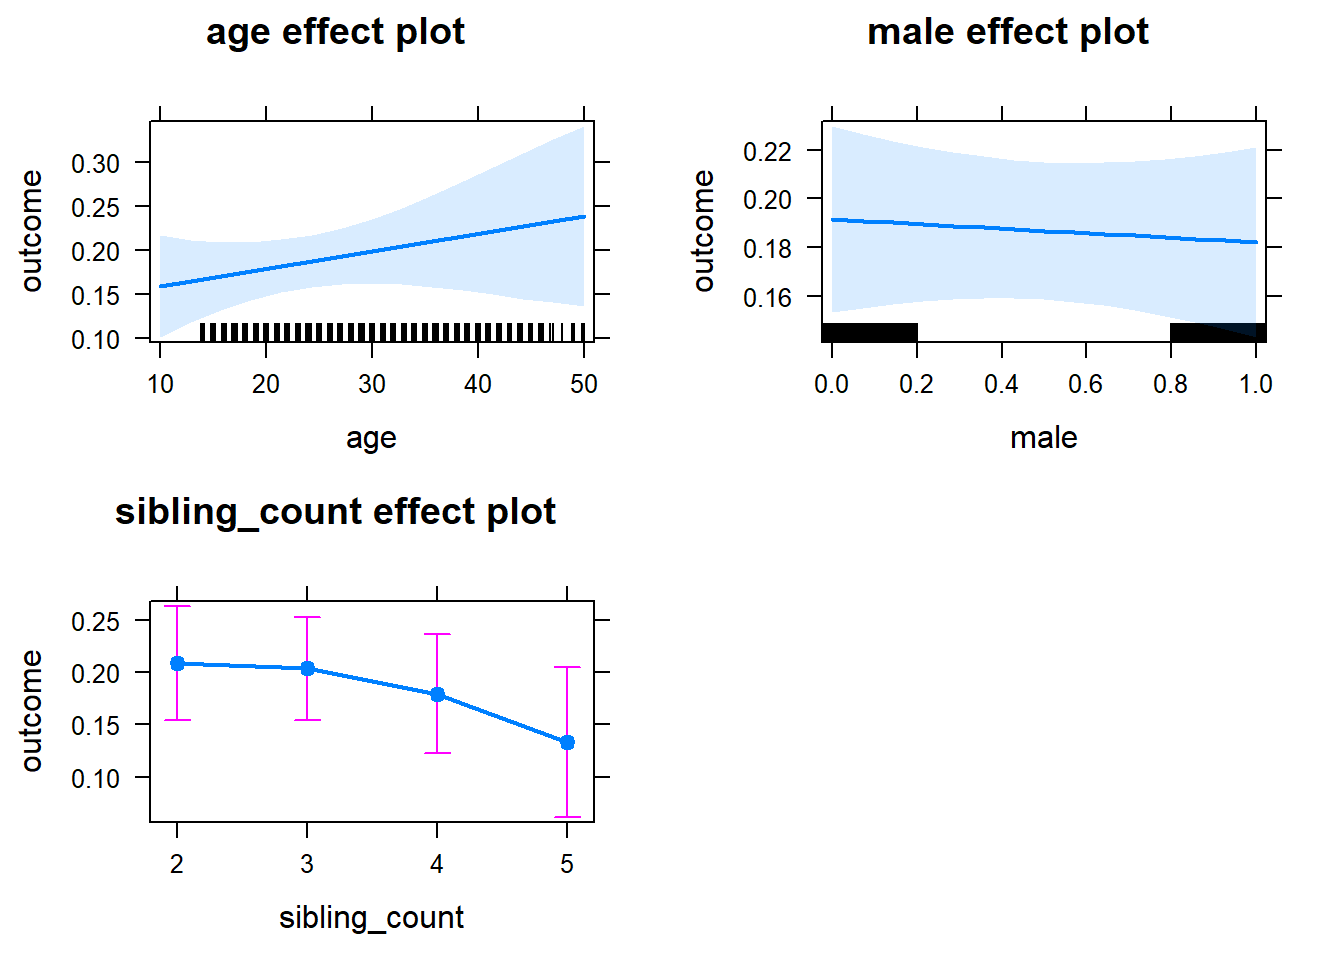 age effect plot
outcome
0.30
0.25
0.20
0.15
0.10
10 20 30 40 50
age
male effect plot
outcome
0.22
0.20
0.18
0.16
0.0 0.2 0.4 0.6 0.8 1.0
male
sibling_count effect plot
outcome
0.25
0.20
0.15
0.10
2 3 4 5
sibling_count